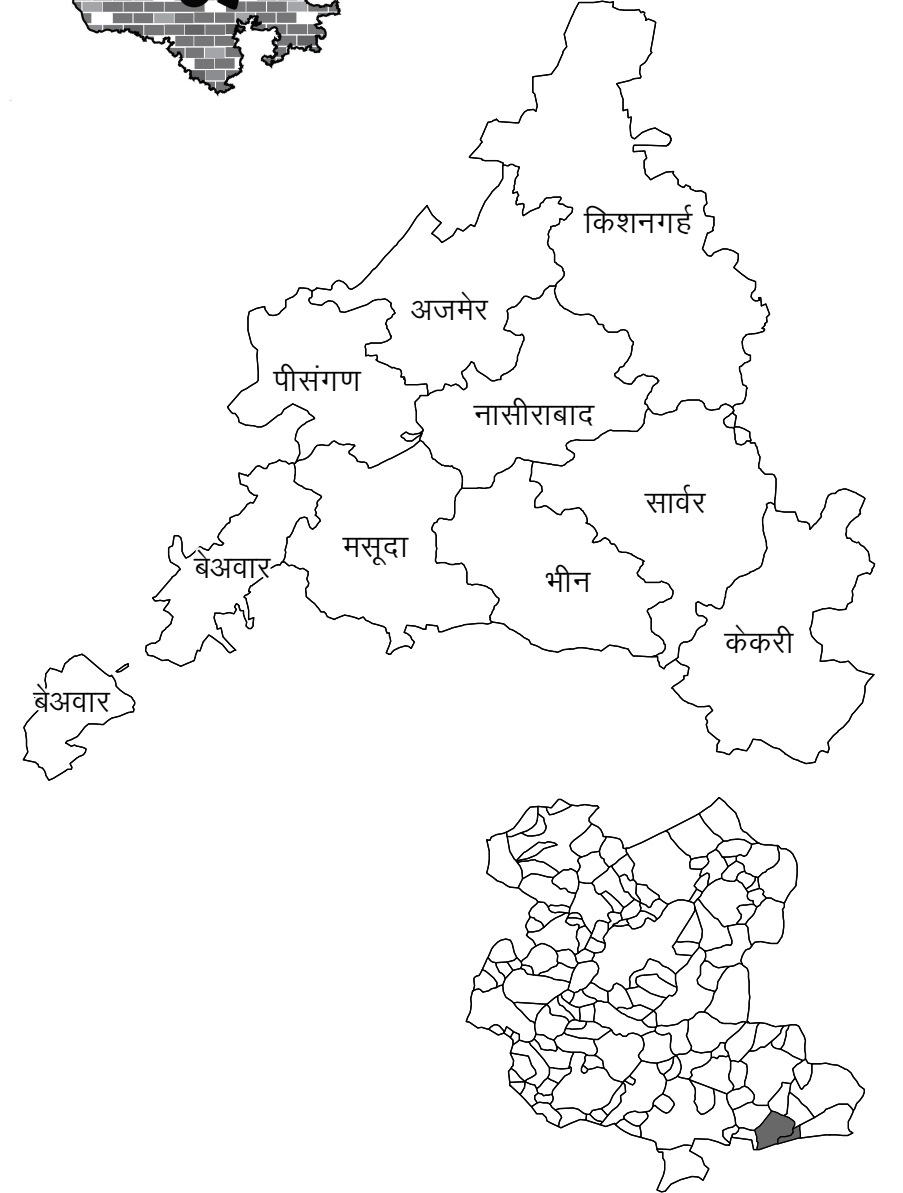 किशनगर्ह
अजमेर
पीसंगण
नासीराबाद
सार्वर
मसूदा
बेअवार
भीन
केकरी
बेअवार